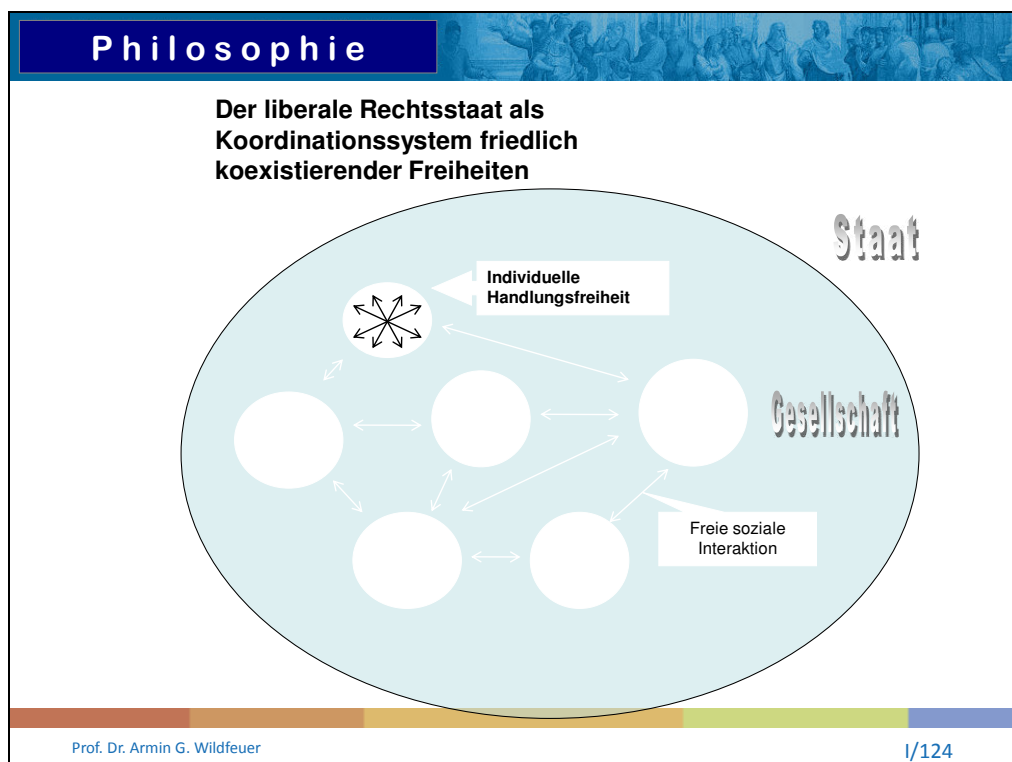 Philosophie
Der liberale Rechtsstaat als
Koordinationssystem friedlich
koexistierender Freiheiten
Staat
Individuelle
Handlungsfreiheit
Gesellschaft
Freie soziale
Interaktion
Prof. Dr. Armin G. Wildfeuer
I/124